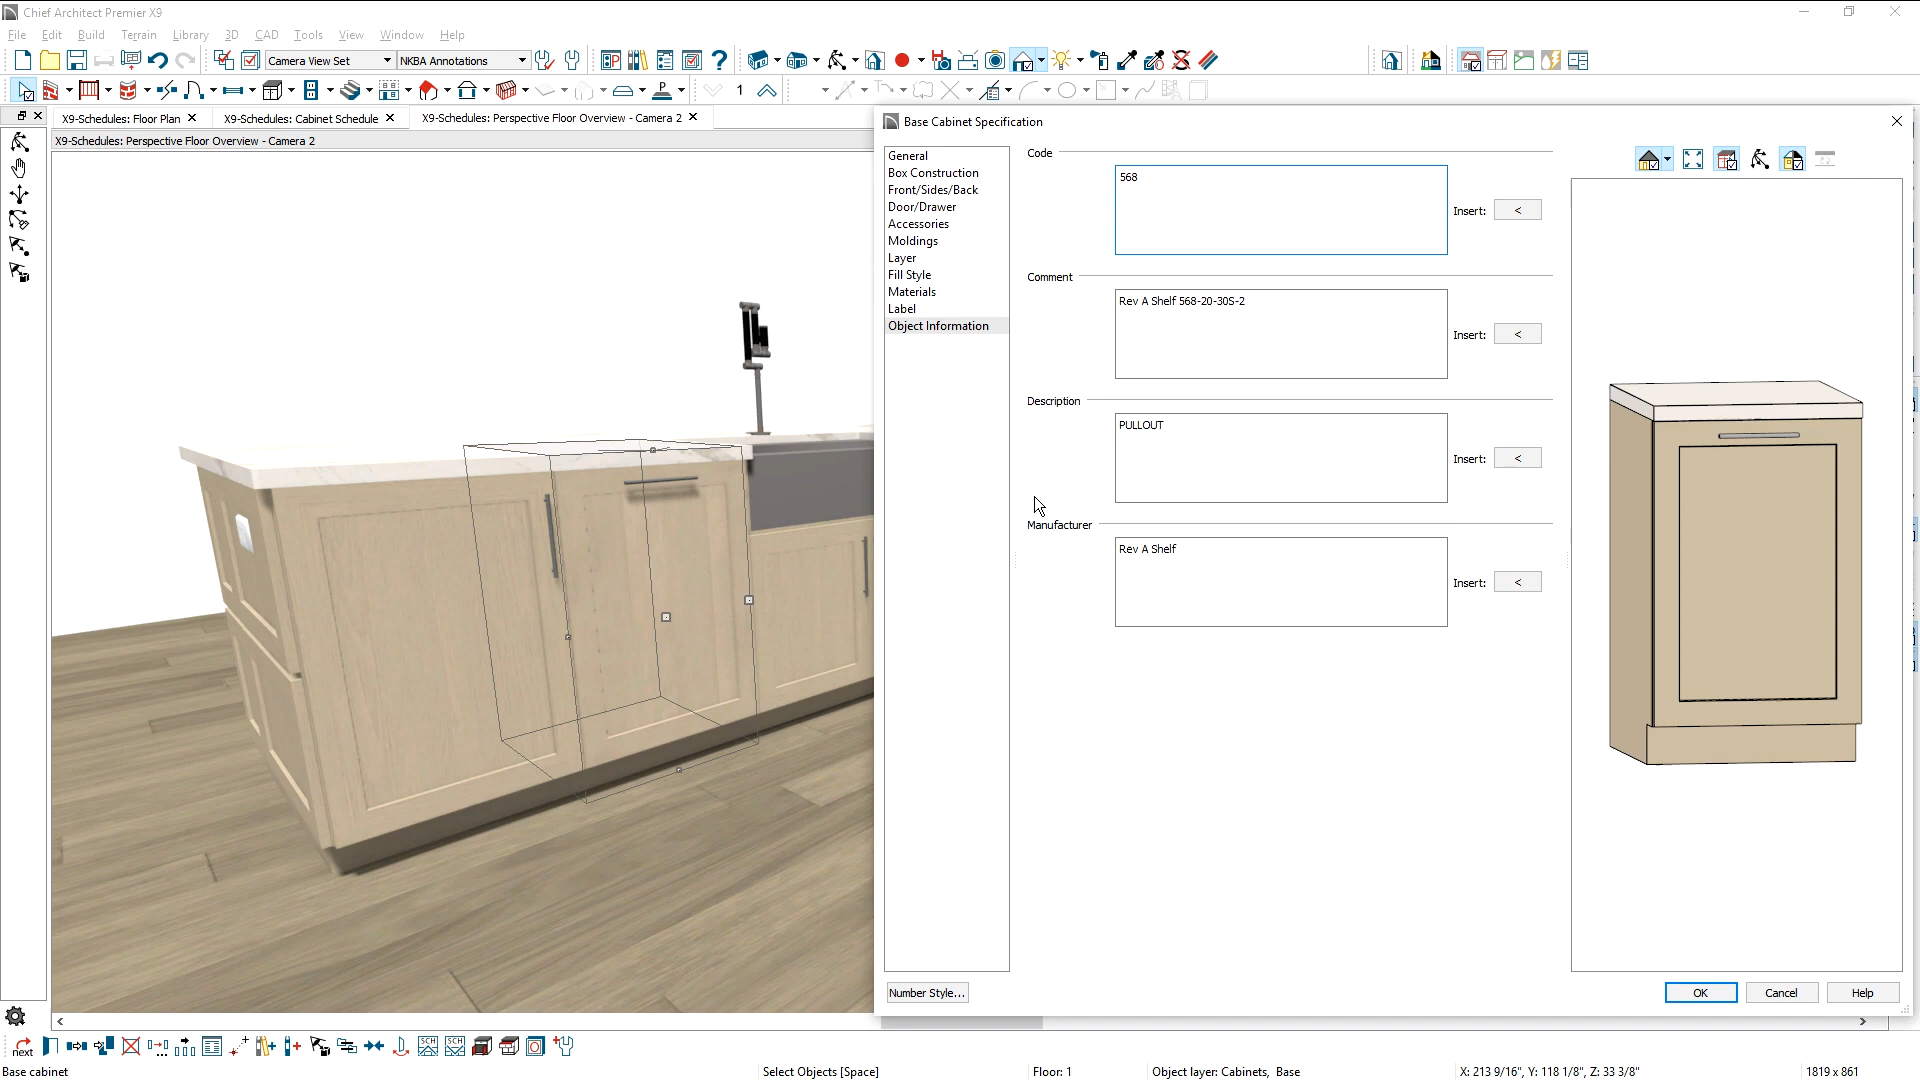 Chief Architect Premier X9
File Edit Build Terrain Library 3D CAD Tools View Window Help
Camera View Set NKBA Annotations
P 1
X9-Schedules: Floor Plan X9-Schedules: Cabinet Schedule X9-Schedules: Perspective Floor Overview - Camera 2
X9-Schedules: Perspective Floor Overview - Camera 2
Base Cabinet Specification
General
Box Construction
Front/Sides/Back
Door/Drawer
Accessories
Moldings
Layer
Fill Style
Materials
Label
Object Information
Code
568
Insert: <
Comment
Rev A Shelf 568-20-30S-2
Insert: <
Description
PULLOUT
Insert: <
Manufacturer
Rev A Shelf
Insert: <
Number Style...
OK Cancel Help
next SCH SCH
Base cabinet
Select Objects [Space]
Floor: 1
Object layer: Cabinets, Base
X: 213 9/16", Y: 118 1/8", Z: 33 3/8"
1819 x 861